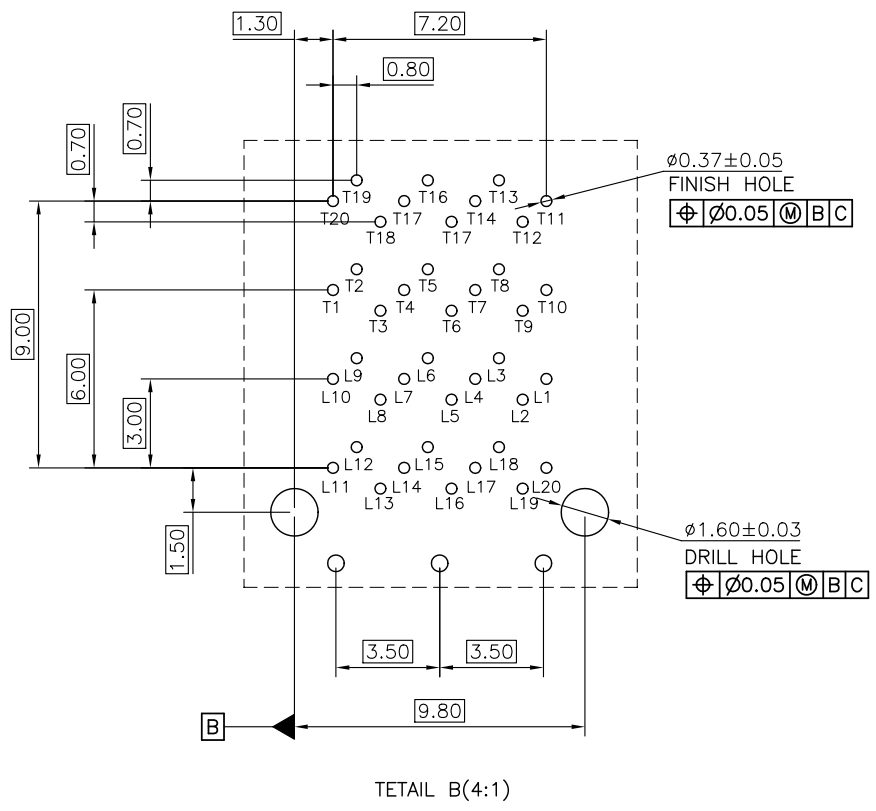 1.30
7.20
0.80
0.70
0.70
T19 T16 T13
T20 T17 T14 T11
T18 T17 T12
ø0.37±0.05
FINISH HOLE
⌖ Ø0.05 Ⓜ B C
T2 T5 T8
T1 T4 T7 T10
T3 T6 T9
9.00
6.00
3.00
L9 L6 L3
L10 L7 L4 L1
L8 L5 L2
L12 L15 L18
L11 L14 L17 L20
L13 L16 L19
1.50
ø1.60±0.03
DRILL HOLE
⌖ Ø0.05 Ⓜ B C
3.50 3.50
9.80
B
TETAIL B(4:1)